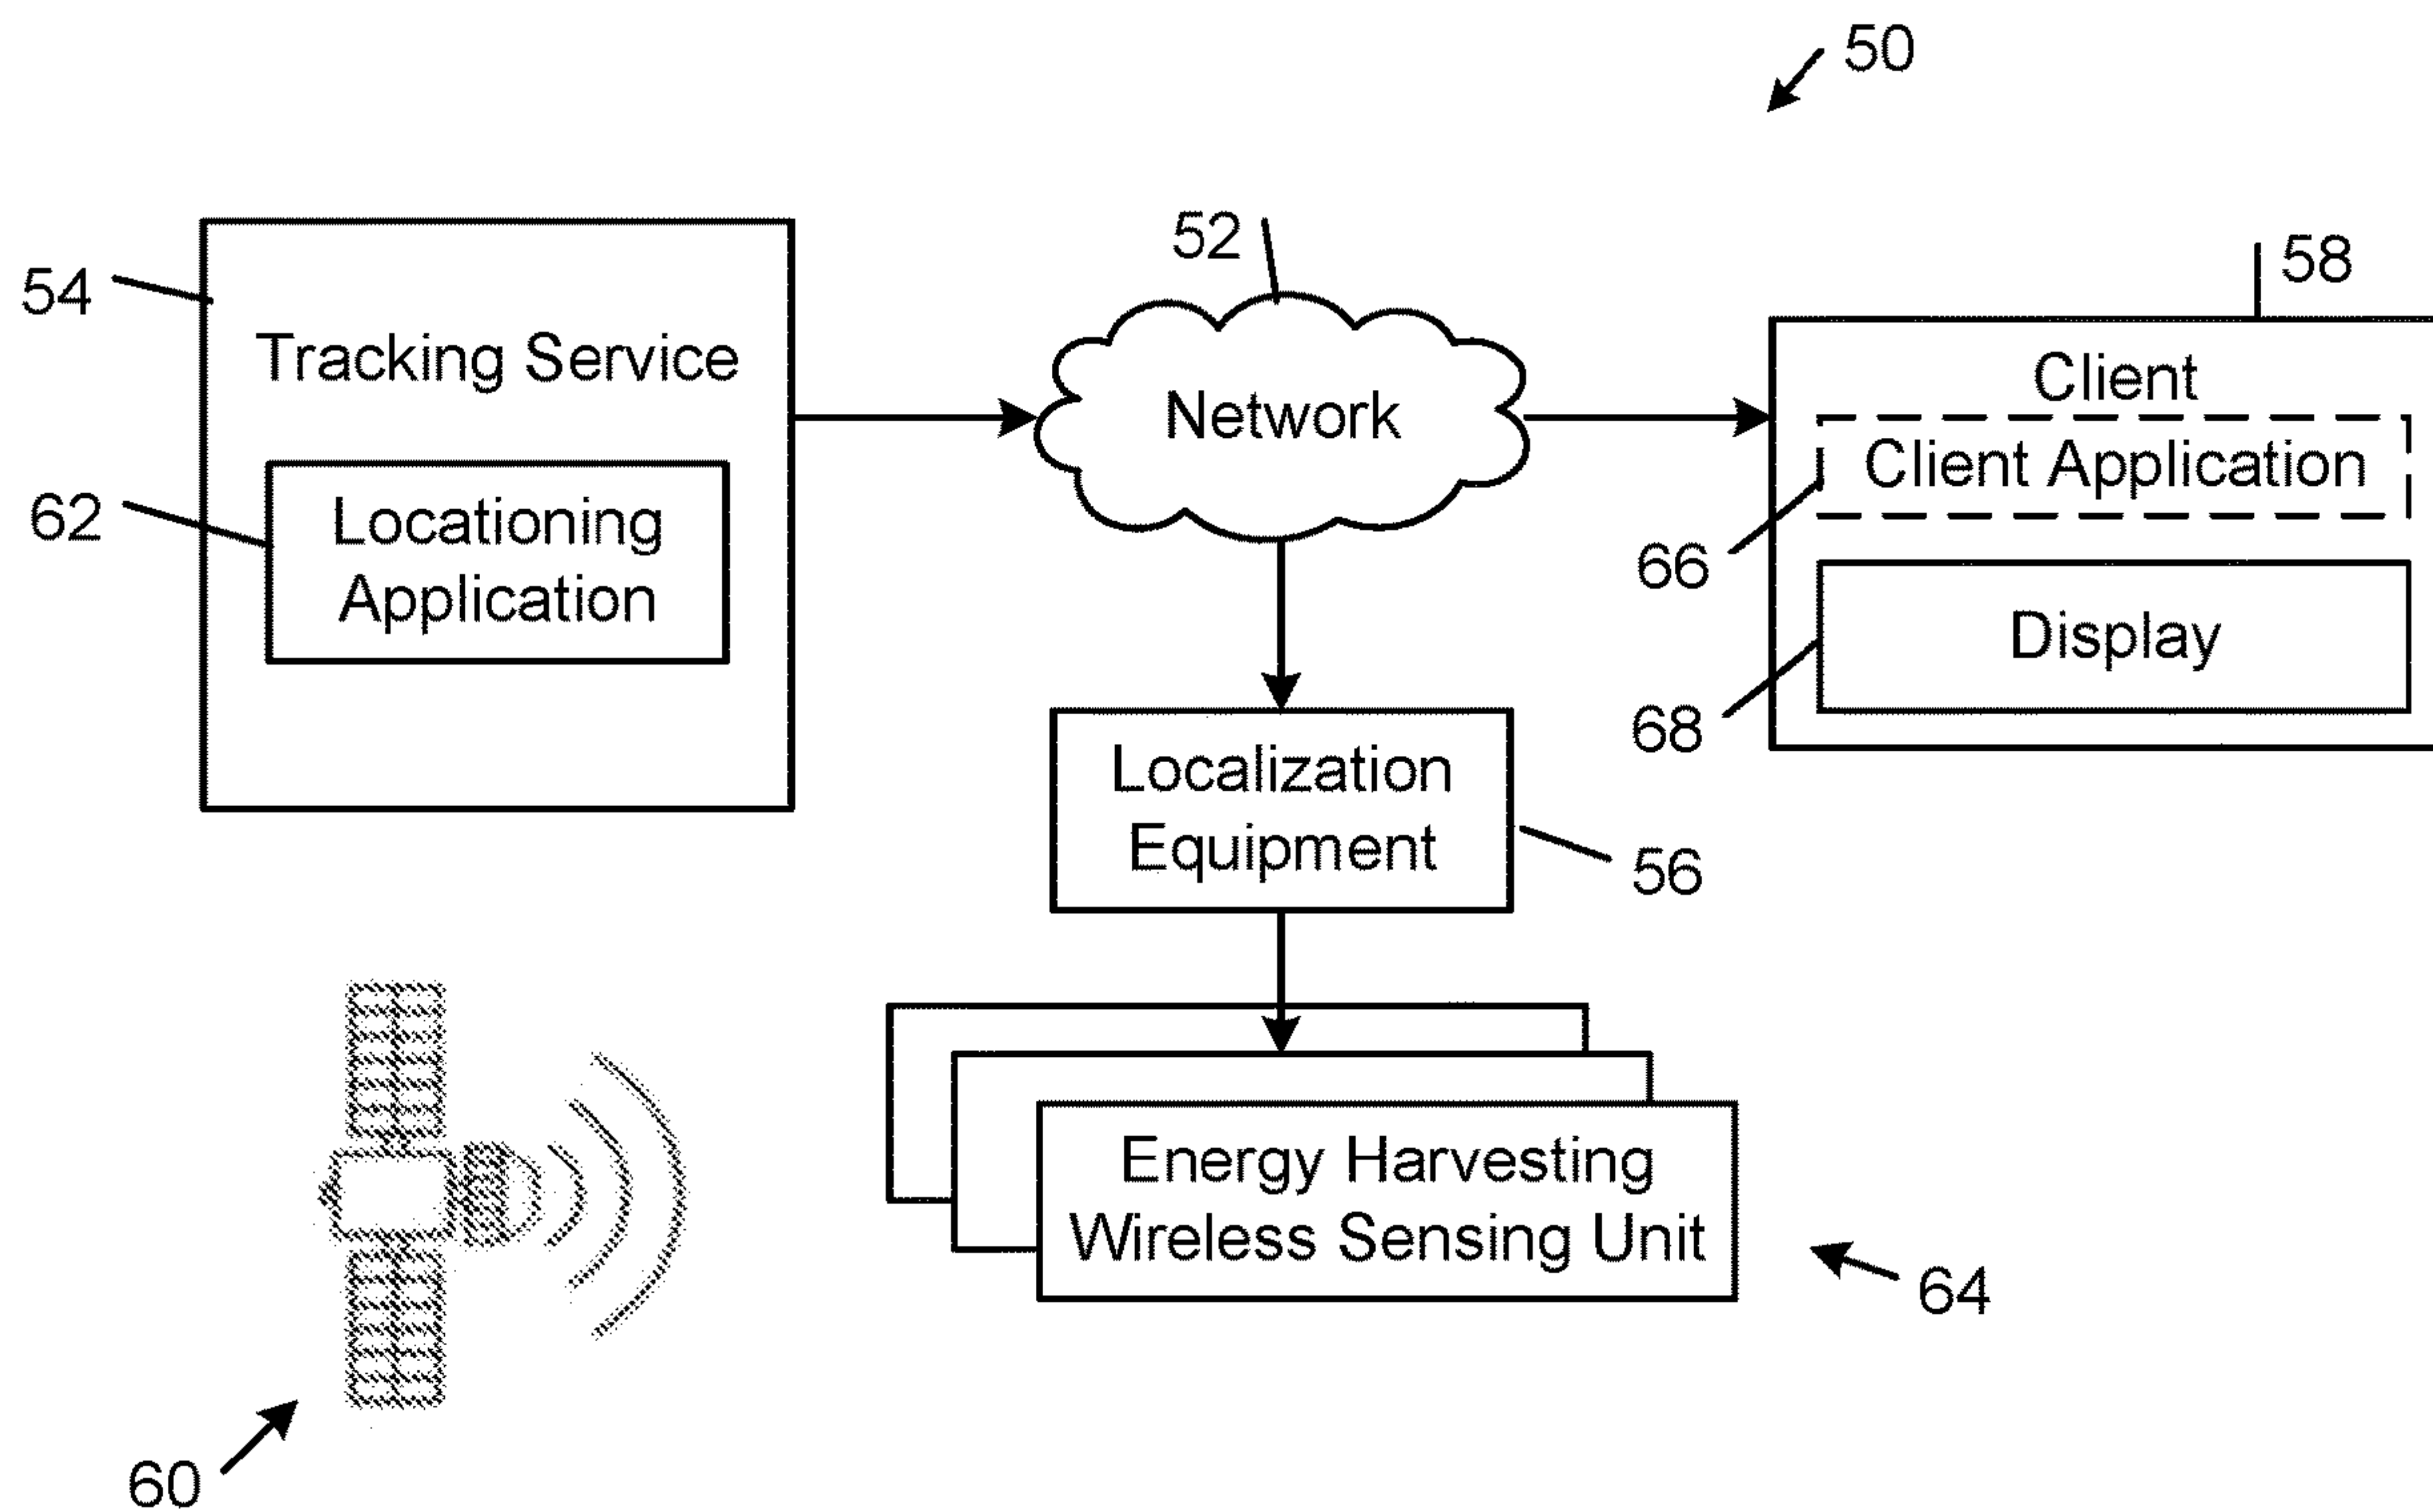 50
52
58
54
Tracking Service
Client
Network
Client Application
62
Locationing
Application
66
Display
68
Localization
Equipment
56
Energy Harvesting
Wireless Sensing Unit
64
60